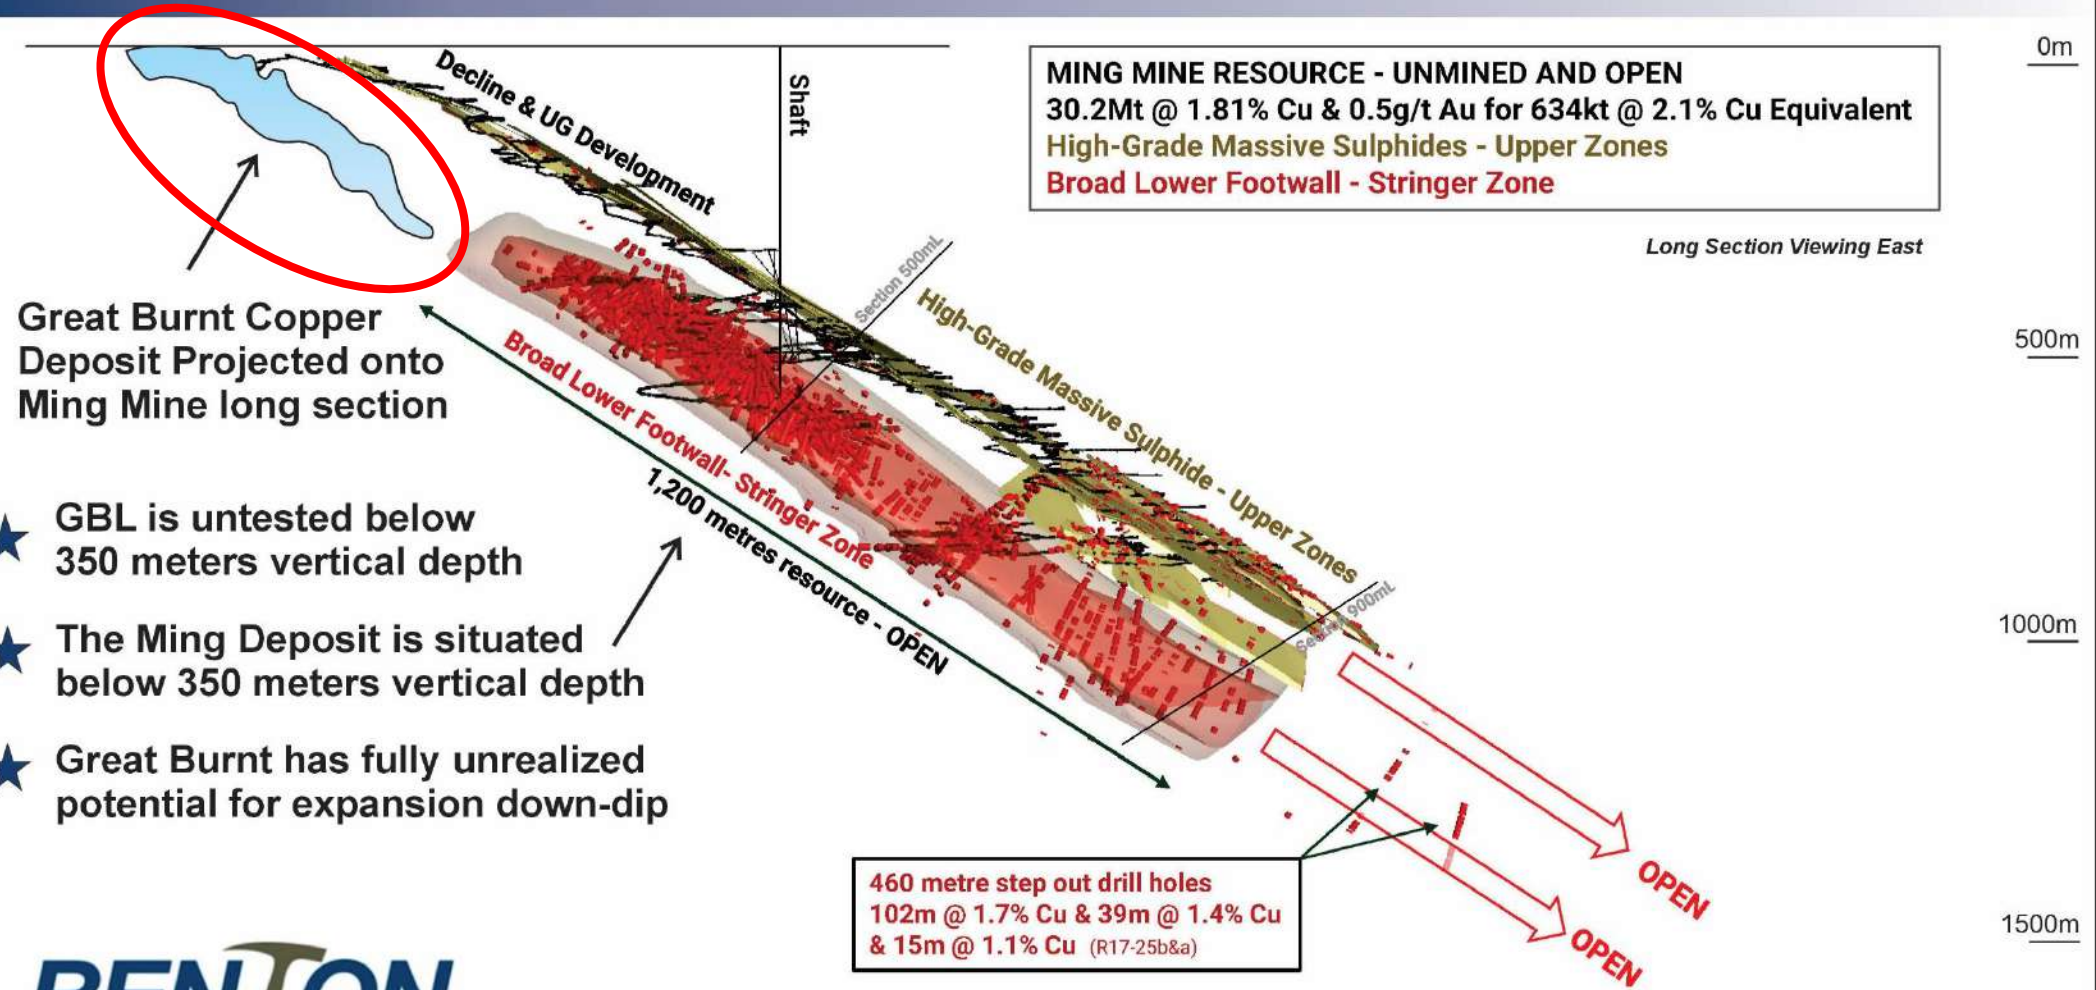 0m
MING MINE RESOURCE - UNMINED AND OPEN
30.2Mt @ 1.81% Cu & 0.5g/t Au for 634kt @ 2.1% Cu Equivalent
High-Grade Massive Sulphides - Upper Zones
Broad Lower Footwall - Stringer Zone
Decline & UG Development
Shaft
Long Section Viewing East
Section 500mL
High-Grade Massive Sulphide - Upper Zones
Great Burnt Copper
Deposit Projected onto
Ming Mine long section
500m
Broad Lower Footwall- Stringer Zone
1,200 metres resource - OPEN
GBL is untested below
350 meters vertical depth
The Ming Deposit is situated
below 350 meters vertical depth
Great Burnt has fully unrealized
potential for expansion down-dip
Section 900mL
1000m
460 metre step out drill holes
102m @ 1.7% Cu & 39m @ 1.4% Cu
& 15m @ 1.1% Cu (R17-25b&a)
OPEN
OPEN
1500m
BENTON